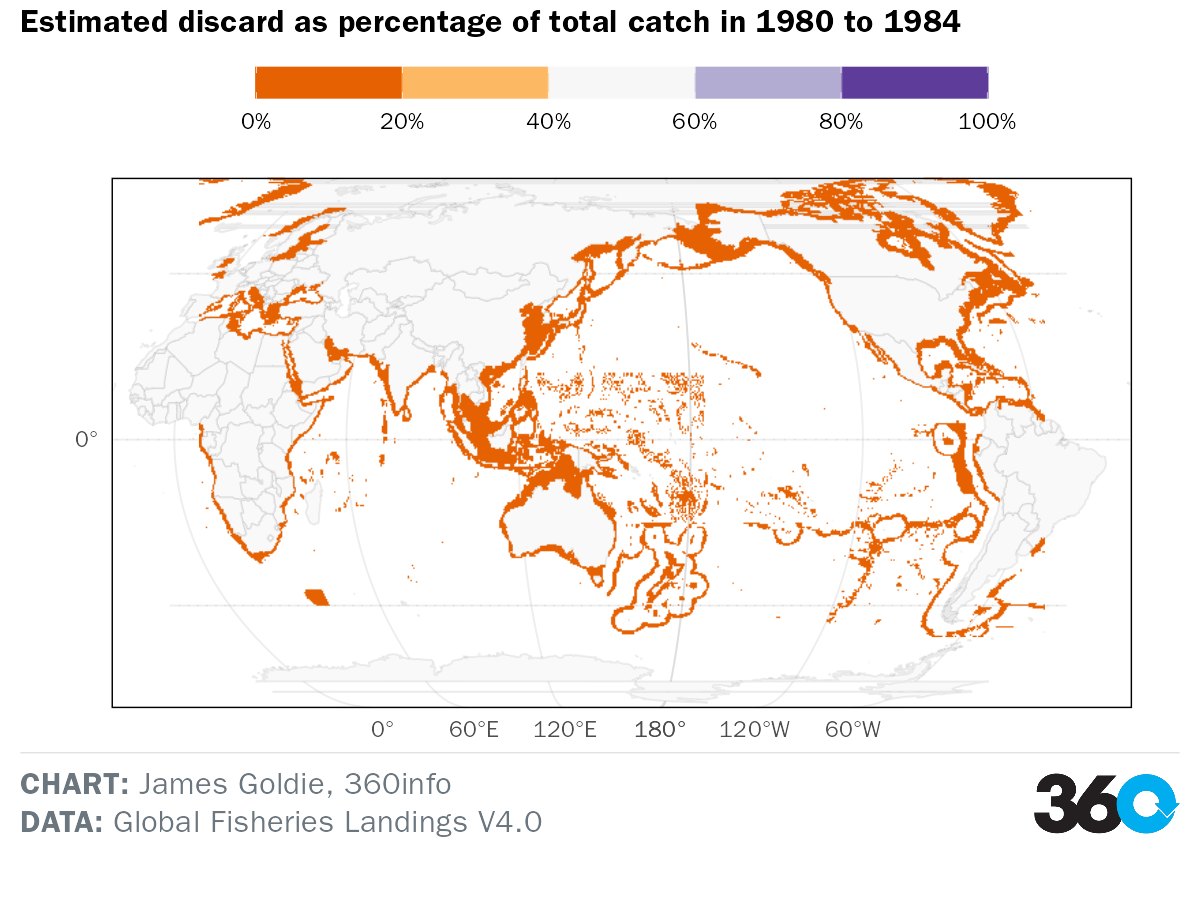 Estimated discard as percentage of total catch in 1980 to 1984
0% 20% 40% 60% 80% 100%
0°
0° 60°E 120°E 180° 120°W 60°W
CHART: James Goldie, 360info
DATA: Global Fisheries Landings V4.0
360